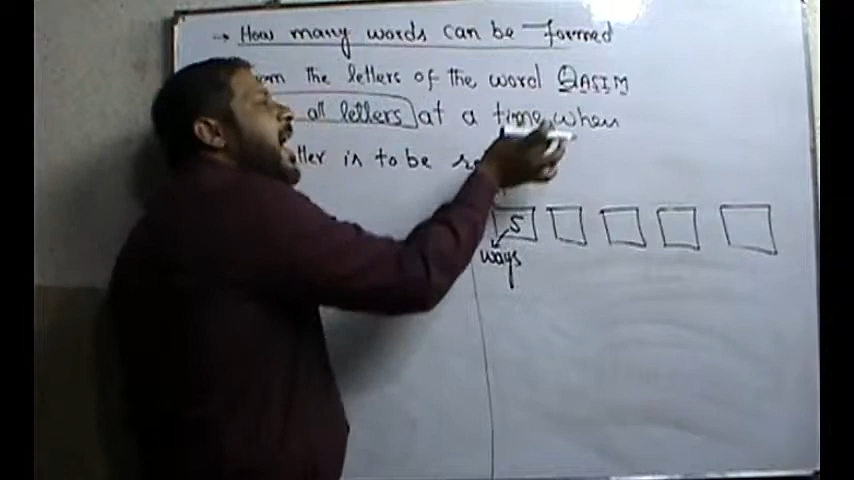 → How many words can be formed
the letters of the word QASIM
all letters at a time when
is to be
5
ways